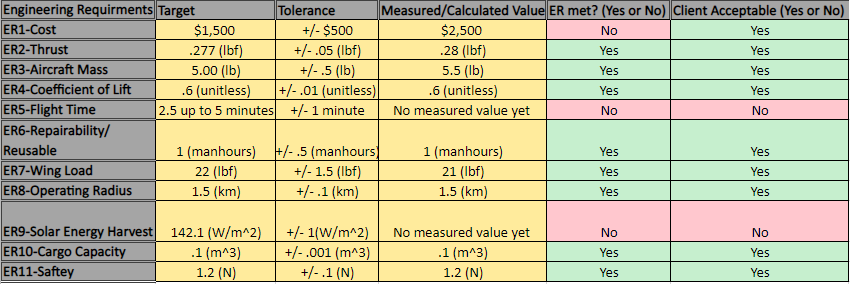 Engineering Requirments Target Tolerance Measured/Calculated Value ER met? (Yes or No) Client Acceptable (Yes or No)
ER1-Cost $1,500 +/- $500 $2,500 No Yes
ER2-Thrust .277 (lbf) +/- .05 (lbf) .28 (lbf) Yes Yes
ER3-Aircraft Mass 5.00 (lb) +/- .5 (lb) 5.5 (lb) Yes Yes
ER4-Coefficient of Lift .6 (unitless) +/- .01 (unitless) .6 (unitless) Yes Yes
ER5-Flight Time 2.5 up to 5 minutes +/- 1 minute No measured value yet No No
ER6-Repairability/
Reusable 1 (manhours) +/- .5 (manhours) 1 (manhours) Yes Yes
ER7-Wing Load 22 (lbf) +/- 1.5 (lbf) 21 (lbf) Yes Yes
ER8-Operating Radius 1.5 (km) +/- .1 (km) 1.5 (km) Yes Yes
ER9-Solar Energy Harvest 142.1 (W/m^2) +/- 1(W/m^2) No measured value yet No No
ER10-Cargo Capacity .1 (m^3) +/- .001 (m^3) .1 (m^3) Yes Yes
ER11-Saftey 1.2 (N) +/- .1 (N) 1.2 (N) Yes Yes